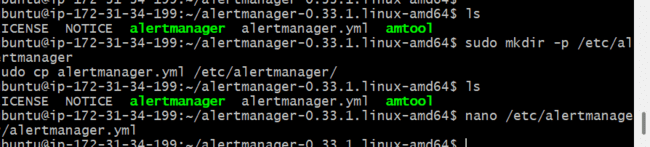 buntu@ip-172-31-34-199:~/alertmanager-0.33.1.linux-amd64$ ls
ICENSE  NOTICE  alertmanager  alertmanager.yml  amtool
buntu@ip-172-31-34-199:~/alertmanager-0.33.1.linux-amd64$ sudo mkdir -p /etc/al
rtmanager
udo cp alertmanager.yml /etc/alertmanager/
buntu@ip-172-31-34-199:~/alertmanager-0.33.1.linux-amd64$ ls
ICENSE  NOTICE  alertmanager  alertmanager.yml  amtool
buntu@ip-172-31-34-199:~/alertmanager-0.33.1.linux-amd64$ nano /etc/alertmanage
/alertmanager.yml
buntu@ip-172-31-34-199:~/alertmanager-0.33.1.linux-amd64$